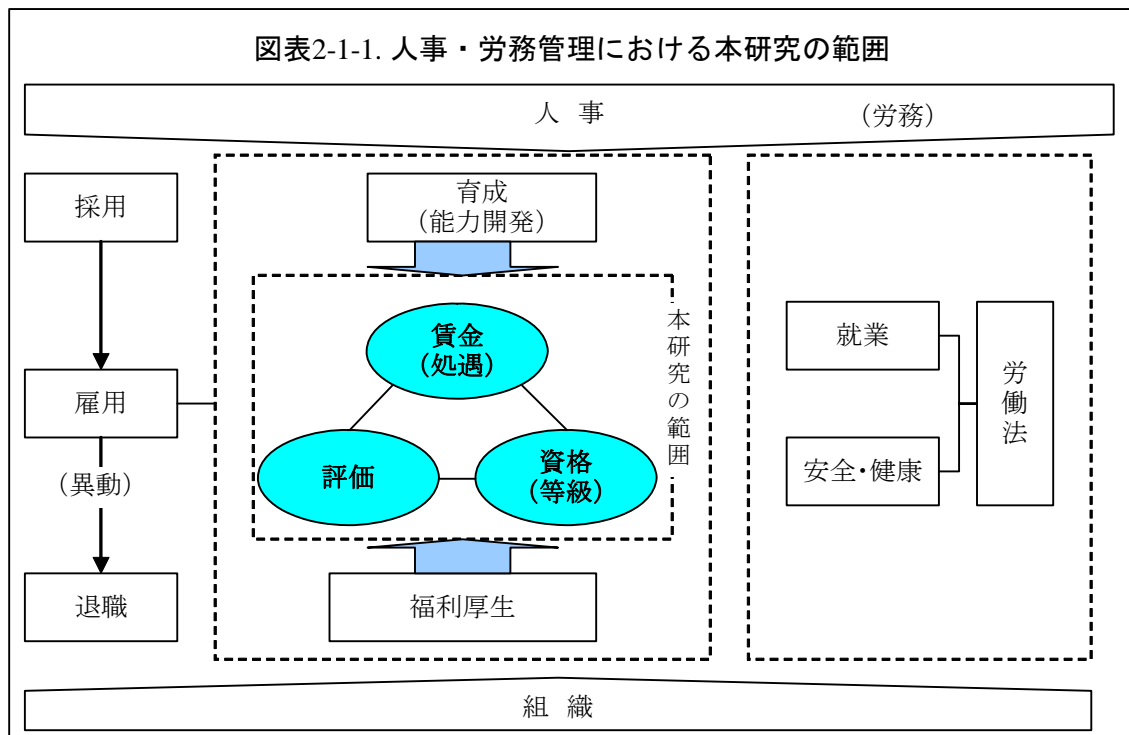 図表2-1-1. 人事・労務管理における本研究の範囲
人 事
（労務）
採用
雇用
（異動）
退職
育成
（能力開発）
賃金
（処遇）
評価
資格
（等級）
本研究の範囲
福利厚生
就業
安全・健康
労働法
組 織